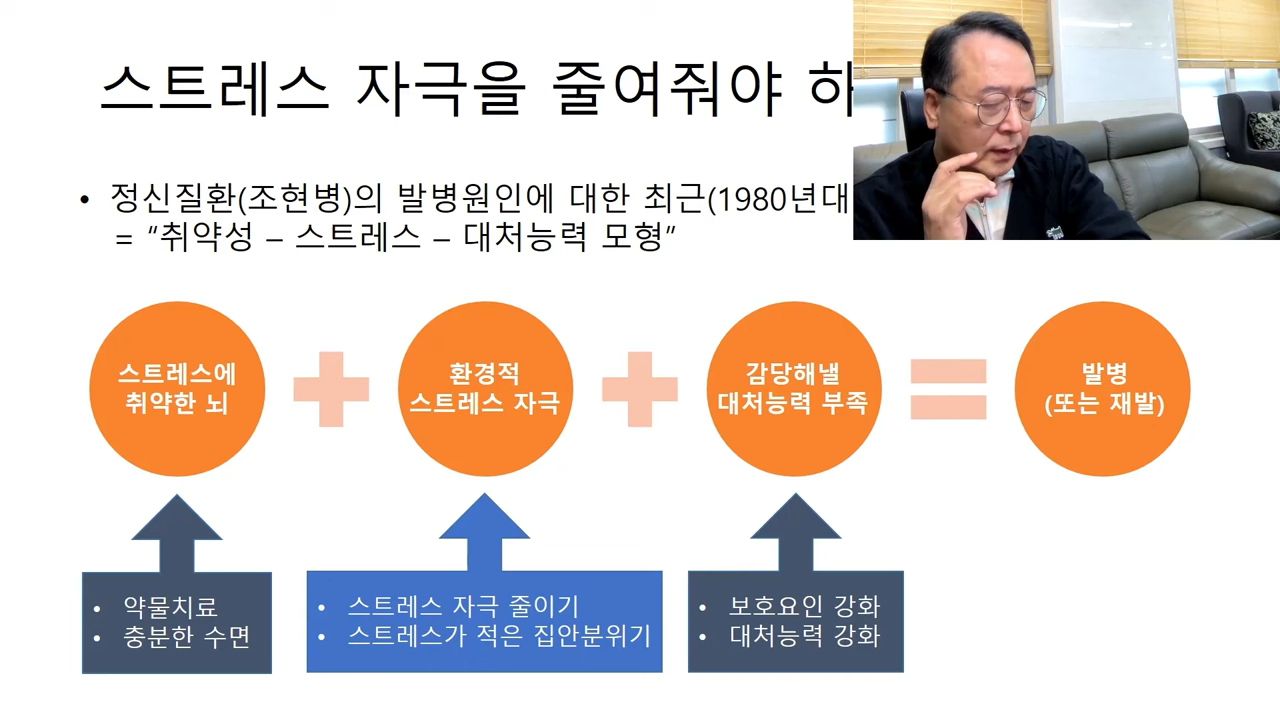 스트레스 자극을 줄여줘야 하
• 정신질환(조현병)의 발병원인에 대한 최근(1980년대
= “취약성 – 스트레스 – 대처능력 모형”
스트레스에
취약한 뇌
환경적
스트레스 자극
감당해낼
대처능력 부족
발병
(또는 재발)
• 약물치료
• 충분한 수면
• 스트레스 자극 줄이기
• 스트레스가 적은 집안분위기
• 보호요인 강화
• 대처능력 강화